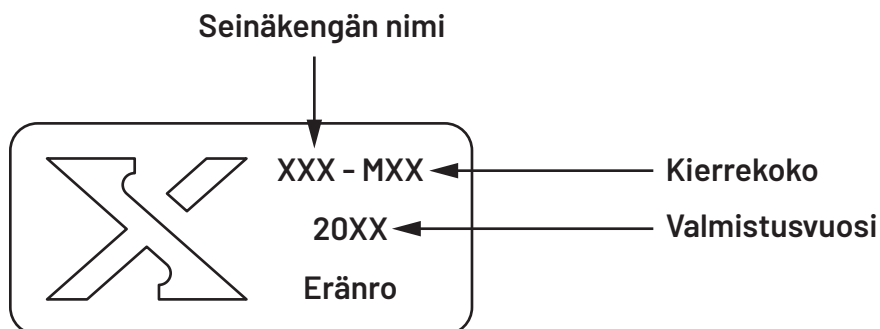 Seinäkengän nimi
XXX - MXX
Kierrekoko
20XX
Valmistusvuosi
Eränro